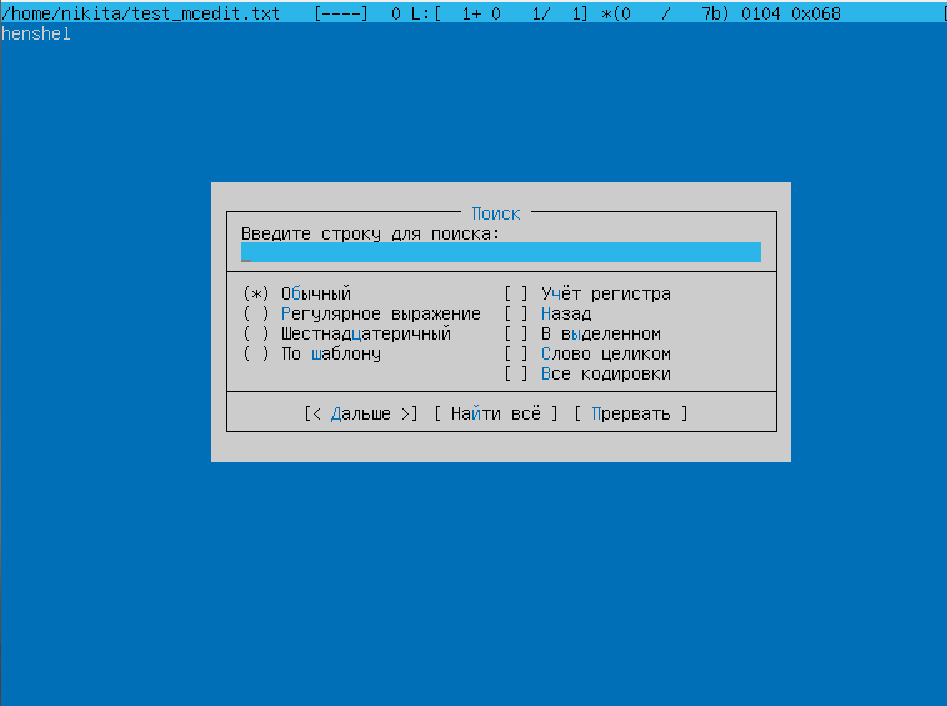 /home/nikita/test_mcedit.txt [----] 0 L:[ 1+ 0 1/ 1] *(0 / 7b) 0104 0x068 [
henshel
Поиск
Введите строку для поиска:
(*) Обычный [ ] Учёт регистра
( ) Регулярное выражение [ ] Назад
( ) Шестнадцатеричный [ ] В выделенном
( ) По шаблону [ ] Слово целиком
[ ] Все кодировки
[< Дальше >] [ Найти всё ] [ Прервать ]